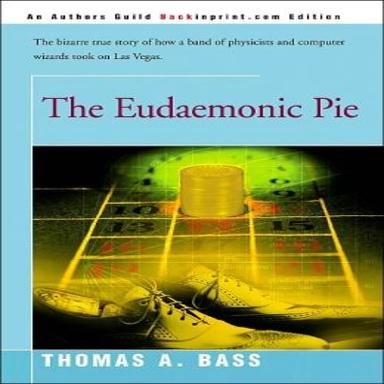 An Authors Guild Backinprint.com Edition
The bizarre true story of how a band of physicists and computer
wizards took on Las Vegas.
The Eudaemonic Pie
10
15
THOMAS A. BASS